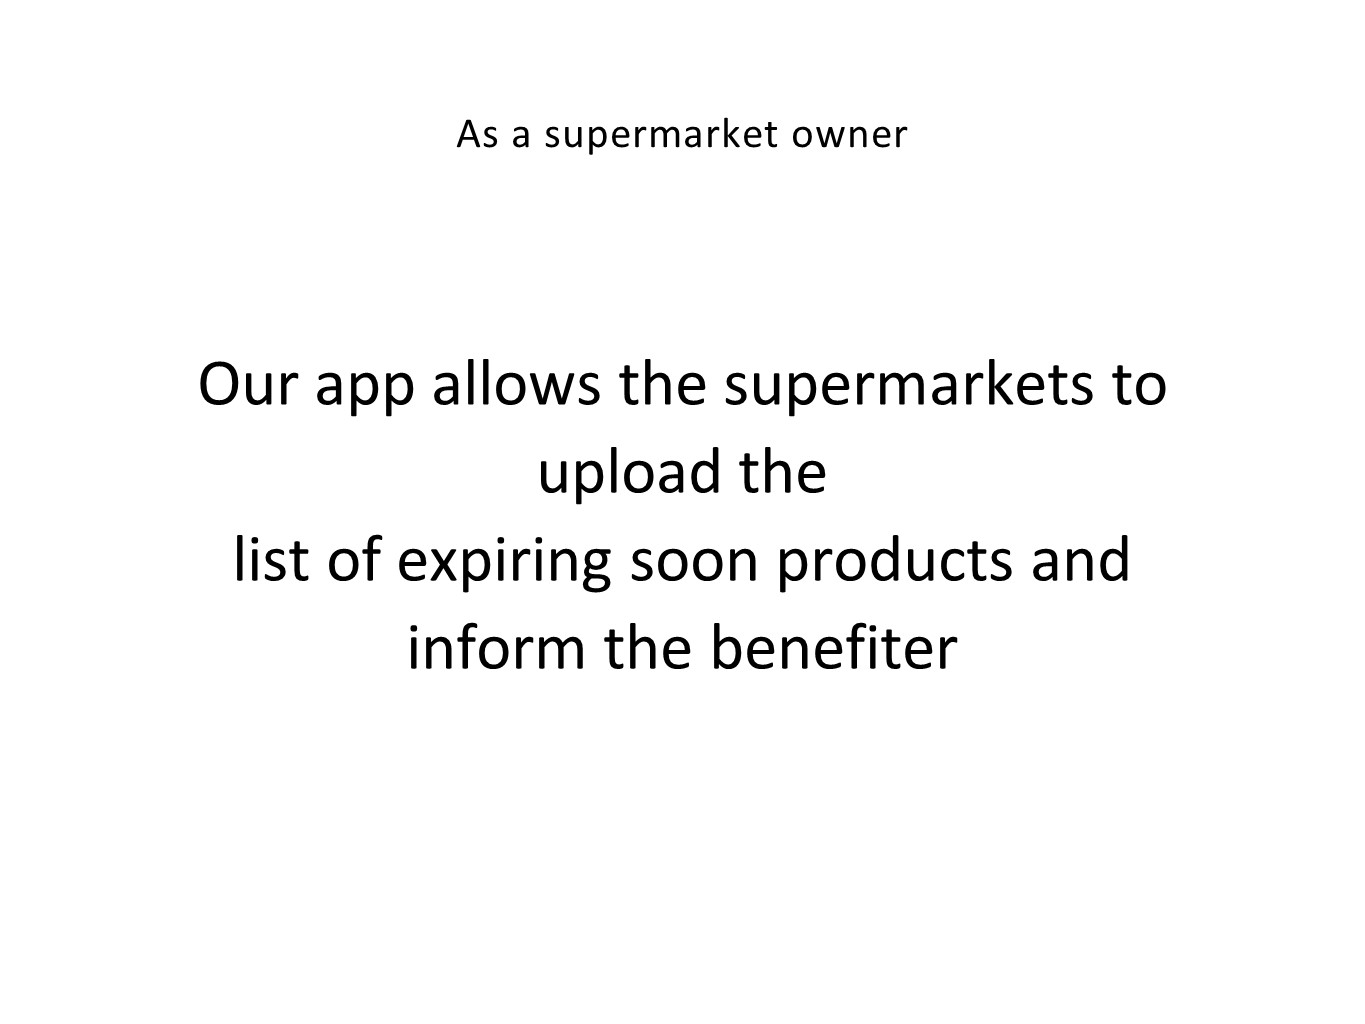 As a supermarket owner
Our app allows the supermarkets to
upload the
list of expiring soon products and
inform the benefiter